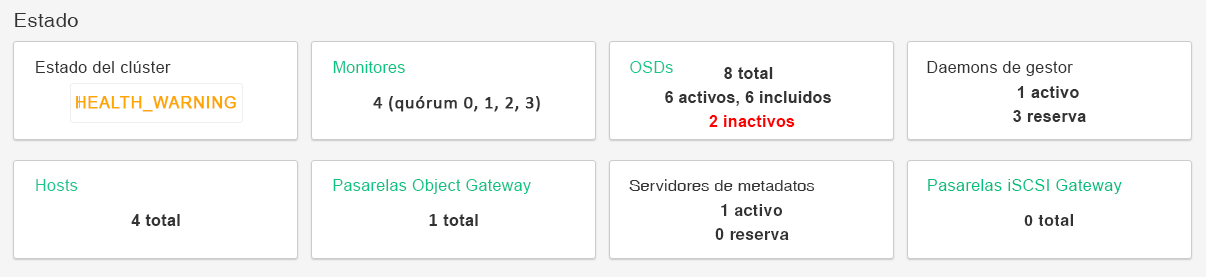 Estado
Estado del clúster
HEALTH_WARNING
Monitores
4 (quórum 0, 1, 2, 3)
OSDs
8 total
6 activos, 6 incluidos
2 inactivos
Daemons de gestor
1 activo
3 reserva
Hosts
4 total
Pasarelas Object Gateway
1 total
Servidores de metadatos
1 activo
0 reserva
Pasarelas iSCSI Gateway
0 total